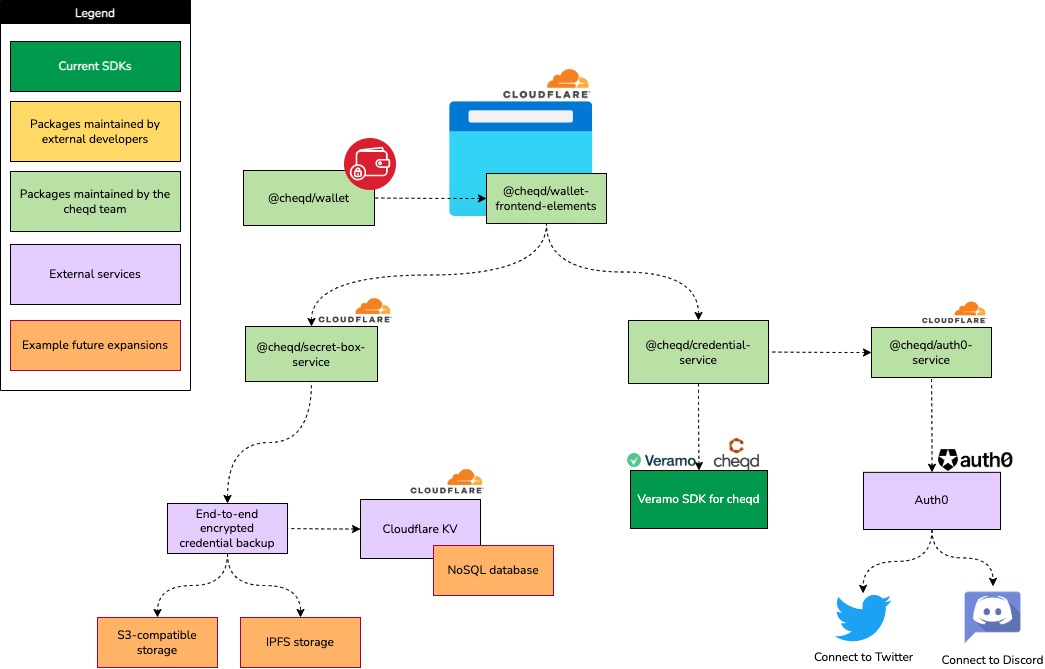 Legend
Current SDKs
Packages maintained by
external developers
Packages maintained by the
cheqd team
External services
Example future expansions
CLOUDFLARE
@cheqd/wallet
@cheqd/wallet-
frontend-elements
CLOUDFLARE
@cheqd/secret-box-
service
@cheqd/credential-
service
CLOUDFLARE
@cheqd/auth0-
service
Veramo
cheqd
Veramo SDK for cheqd
auth0
Auth0
CLOUDFLARE
End-to-end
encrypted
credential backup
Cloudflare KV
NoSQL database
S3-compatible
storage
IPFS storage
Connect to Twitter
Connect to Discord